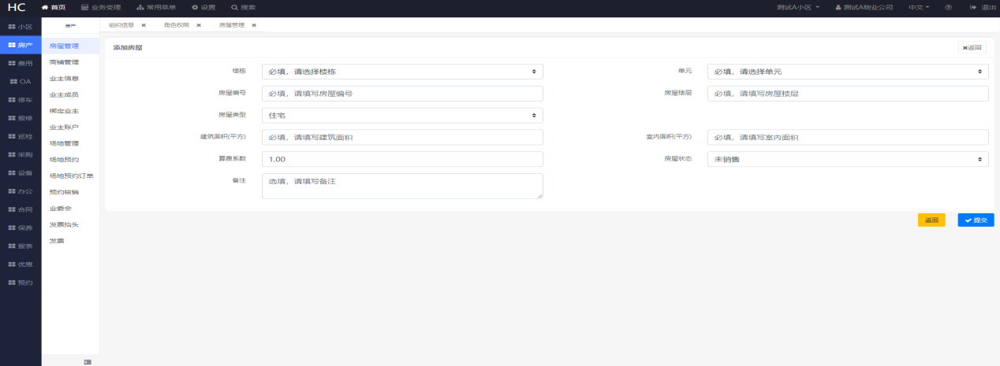 HC 首页 业务受理 常用菜单 设置 搜索 测试A小区 测试A物业公司 中文 退出
小区
房产
费用
OA
停车
报修
巡检
采购
设备
办公
合同
保养
报表
优惠
预约
房产
房屋管理
商铺管理
业主信息
业主成员
绑定业主
业主账户
场地管理
场地预约
场地预约订单
预约核销
业委会
发票抬头
发票
组织信息 角色权限 房屋管理
添加房屋 返回
楼栋 必填，请选择楼栋 单元 必填，请选择单元
房屋编号 必填，请填写房屋编号 房屋楼层 必填，请填写房屋楼层
房屋类型 住宅
建筑面积(平方) 必填，请填写建筑面积 室内面积(平方) 必填，请填写室内面积
算费系数 1.00 房屋状态 未销售
备注 选填，请填写备注
返回 提交